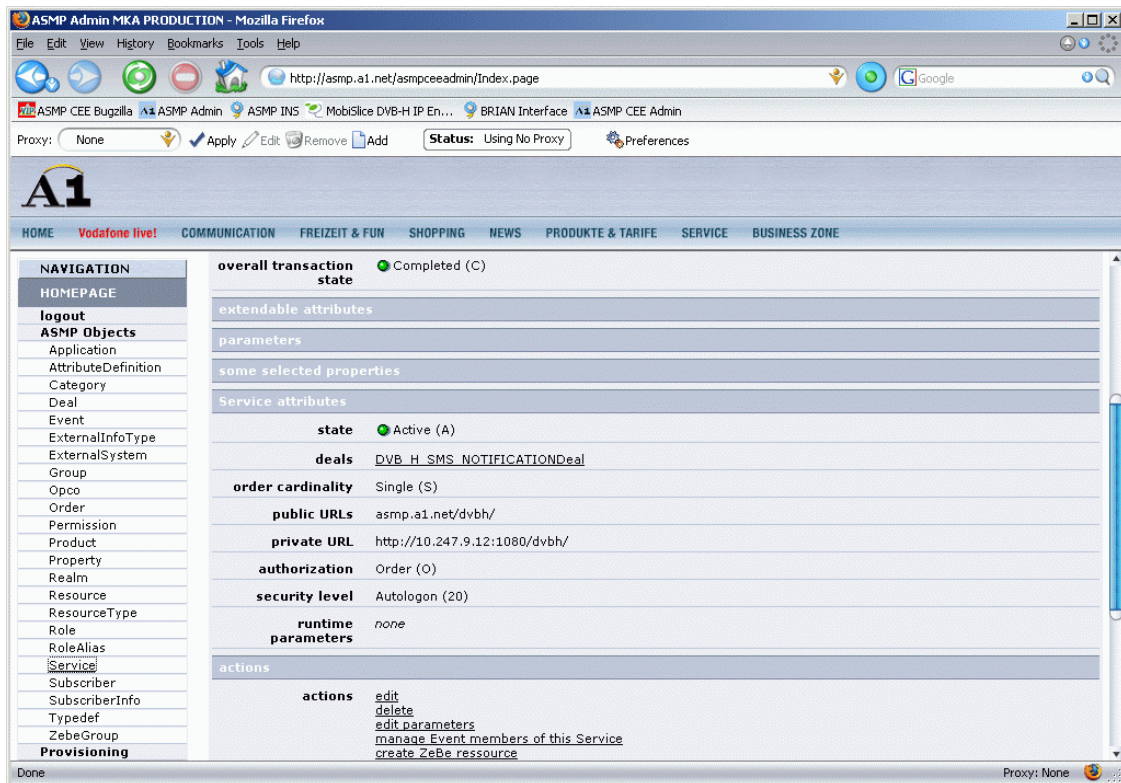 ASMP Admin MKA PRODUCTION - Mozilla Firefox
File Edit View History Bookmarks Tools Help
http://asmp.a1.net/asmpceeadmin/Index.page
G Google
ASMP CEE Bugzilla A1 ASMP Admin ASMP INS MobiSlice DVB-H IP En... BRIAN Interface A1 ASMP CEE Admin
Proxy: None Apply Edit Remove Add Status: Using No Proxy Preferences
A1
HOME Vodafone live! COMMUNICATION FREIZEIT & FUN SHOPPING NEWS PRODUKTE & TARIFE SERVICE BUSINESS ZONE
NAVIGATION
HOMEPAGE
logout
ASMP Objects
Application
AttributeDefinition
Category
Deal
Event
ExternalInfoType
ExternalSystem
Group
Opco
Order
Permission
Product
Property
Realm
Resource
ResourceType
Role
RoleAlias
Service
Subscriber
SubscriberInfo
Typedef
ZebeGroup
Provisioning
overall transaction state Completed (C)
extendable attributes
parameters
some selected properties
Service attributes
state Active (A)
deals DVB_H_SMS_NOTIFICATIONDeal
order cardinality Single (S)
public URLs asmp.a1.net/dvbh/
private URL http://10.247.9.12:1080/dvbh/
authorization Order (O)
security level Autologon (20)
runtime parameters none
actions
actions edit
delete
edit parameters
manage Event members of this Service
create ZeBe ressource
Done Proxy: None